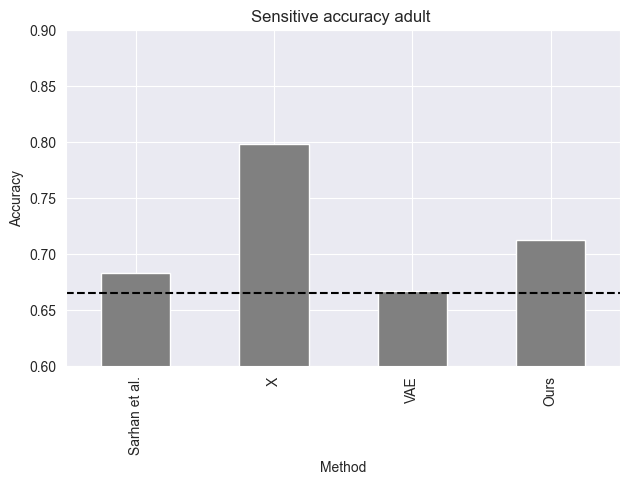 Sensitive accuracy adult
0.90
0.85
0.80
0.75
0.70
0.65
0.60
Accuracy
Sarhan et al.
X
VAE
Ours
Method